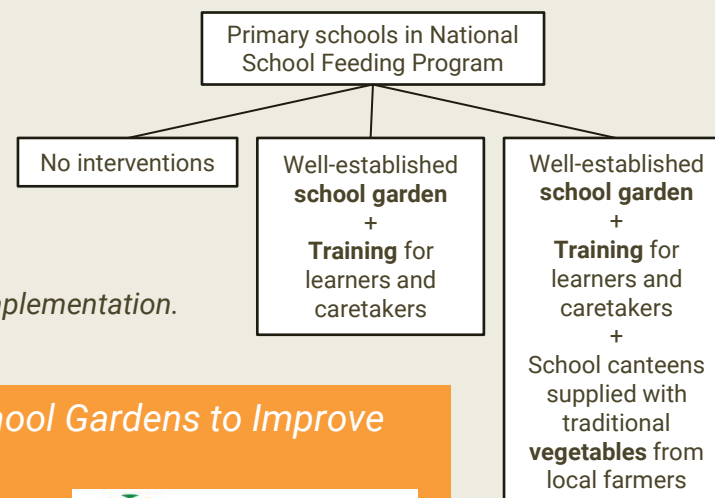 Primary schools in National
School Feeding Program
No interventions
Well-established
school garden
+
Training for
learners and
caretakers
Well-established
school garden
+
Training for
learners and
caretakers
+
School canteens
supplied with
traditional
vegetables from
local farmers
plementation.
ool Gardens to Improve